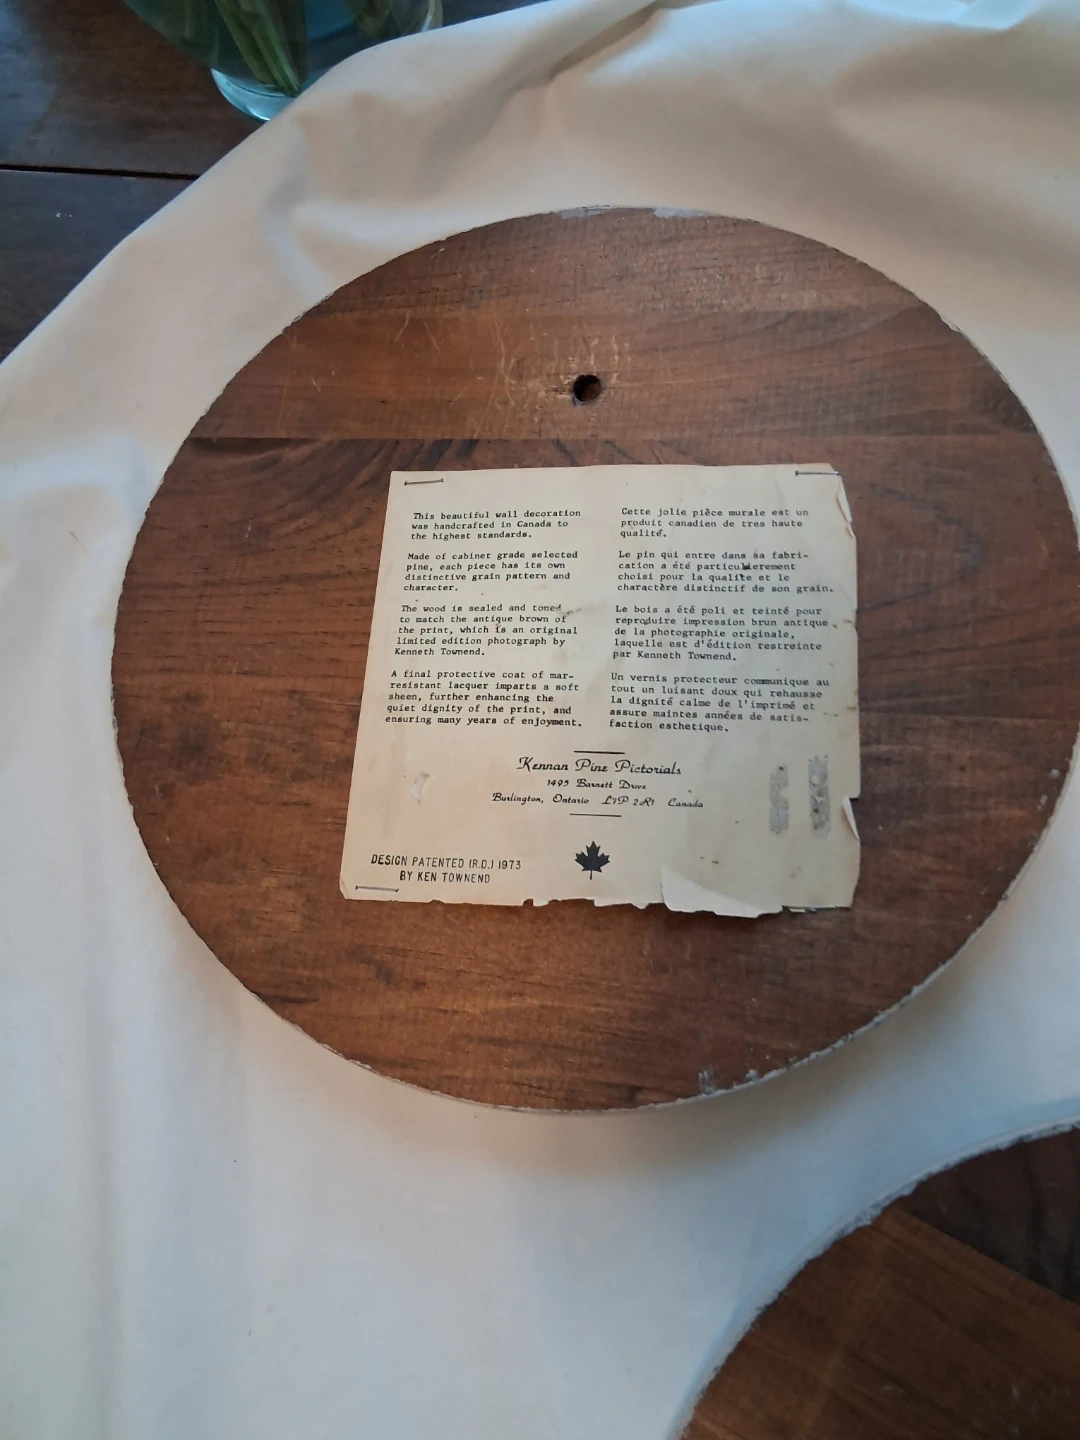 This beautiful wall decoration
was handcrafted in Canada to
the highest standards.
Made of cabinet grade selected
pine, each piece has its own
distinctive grain pattern and
character.
The wood is sealed and toned
to match the antique brown of
the print, which is an original
limited edition photograph by
Kenneth Townend.
A final protective coat of mar-
resistant lacquer imparts a soft
sheen, further enhancing the
quiet dignity of the print, and
ensuring many years of enjoyment.
Cette jolie pièce murale est un
produit canadien de tres haute
qualité.
Le pin qui entre dans sa fabri-
cation a été particulierement
choisi pour la qualite et le
charactère distinctif de son grain.
Le bois a été poli et teinté pour
reproduire impression brun antique
de la photographie originale,
laquelle est d'édition restreinte
par Kenneth Townend.
Un vernis protecteur communique au
tout un luisant doux qui rehausse
la dignité calme de l'imprimé et
assure maintes années de satis-
faction esthetique.
Kennan Pine Pictorials
1495 Barnett Drive
Burlington, Ontario L7P 2R1 Canada
DESIGN PATENTED (R.D.) 1973
BY KEN TOWNEND